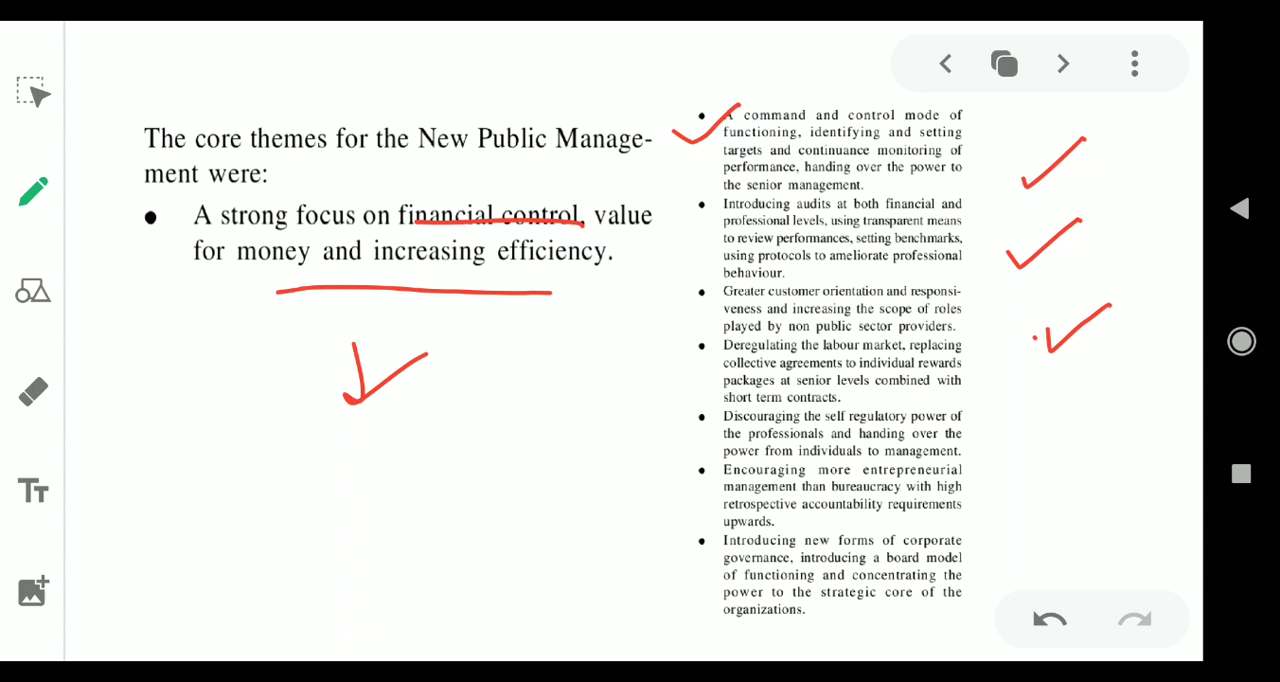 The core themes for the New Public Manage-
ment were:
● A strong focus on financial control, value
for money and increasing efficiency.
● A command and control mode of
functioning, identifying and setting
targets and continuance monitoring of
performance, handing over the power to
the senior management.
● Introducing audits at both financial and
professional levels, using transparent means
to review performances, setting benchmarks,
using protocols to ameliorate professional
behaviour.
● Greater customer orientation and responsi-
veness and increasing the scope of roles
played by non public sector providers.
● Deregulating the labour market, replacing
collective agreements to individual rewards
packages at senior levels combined with
short term contracts.
● Discouraging the self regulatory power of
the professionals and handing over the
power from individuals to management.
● Encouraging more entrepreneurial
management than bureaucracy with high
retrospective accountability requirements
upwards.
● Introducing new forms of corporate
governance, introducing a board model
of functioning and concentrating the
power to the strategic core of the
organizations.
TT